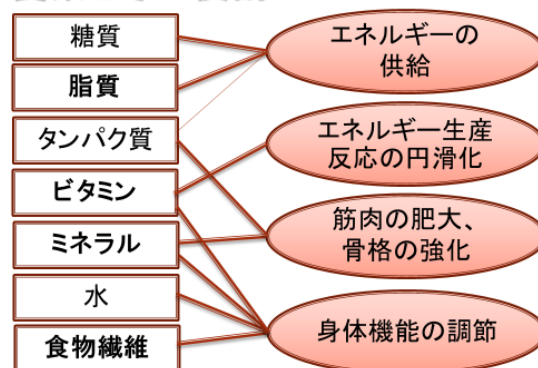 糖質
脂質
タンパク質
ビタミン
ミネラル
水
食物繊維
エネルギーの
供給
エネルギー生産
反応の円滑化
筋肉の肥大、
骨格の強化
身体機能の調節